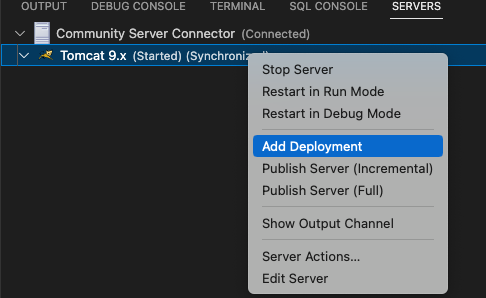 OUTPUT DEBUG CONSOLE TERMINAL SQL CONSOLE SERVERS
Community Server Connector (Connected)
Tomcat 9.x (Started) (Synchronized)
Stop Server
Restart in Run Mode
Restart in Debug Mode
Add Deployment
Publish Server (Incremental)
Publish Server (Full)
Show Output Channel
Server Actions...
Edit Server